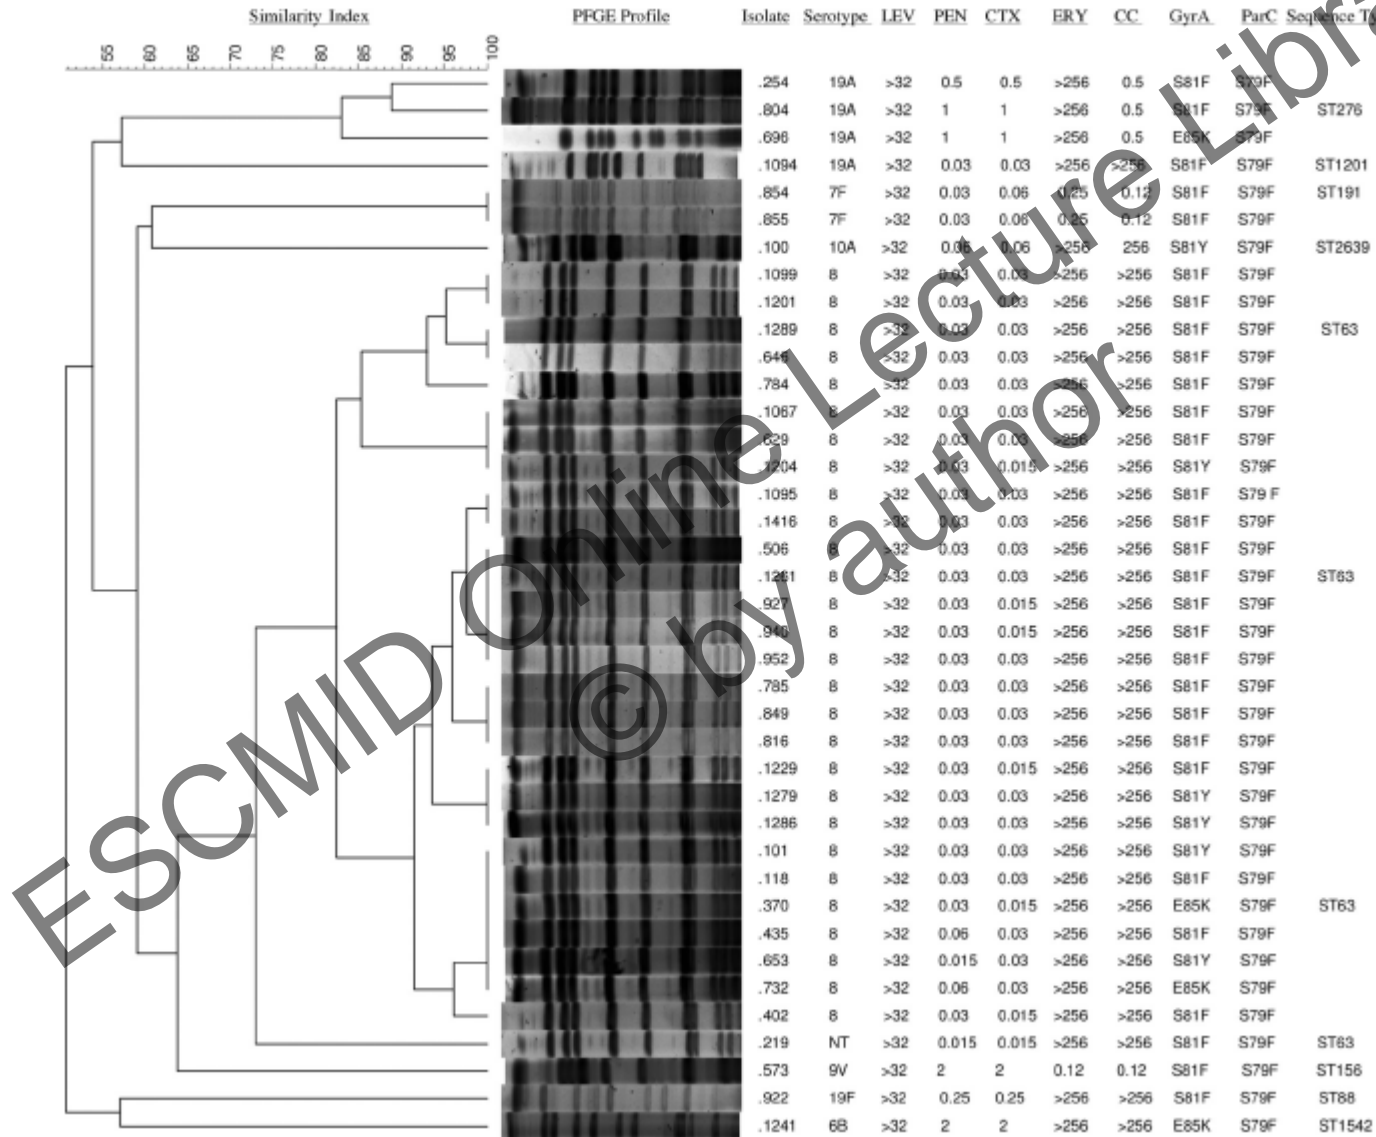 Similarity Index PFGE Profile Isolate Serotype LEV PEN CTX ERY CC GyrA ParC Sequence Ty
55 60 65 70 75 80 85 90 95 100
.254 19A >32 0.5 0.5 >256 0.5 S81F S79F
.804 19A >32 1 1 >256 0.5 S81F S79F ST276
.696 19A >32 1 1 >256 0.5 E85K S79F
.1094 19A >32 0.03 0.03 >256 >256 S81F S79F ST1201
.854 7F >32 0.03 0.06 0.25 0.12 S81F S79F ST191
.855 7F >32 0.03 0.06 0.25 0.12 S81F S79F
.100 10A >32 0.06 0.06 >256 256 S81Y S79F ST2639
.1099 8 >32 0.03 0.03 >256 >256 S81F S79F
.1201 8 >32 0.03 0.03 >256 >256 S81F S79F
.1289 8 >32 0.03 0.03 >256 >256 S81F S79F ST63
.646 8 >32 0.03 0.03 >256 >256 S81F S79F
.784 8 >32 0.03 0.03 >256 >256 S81F S79F
.1067 8 >32 0.03 0.03 >256 >256 S81F S79F
.629 8 >32 0.03 0.03 >256 >256 S81F S79F
.1204 8 >32 0.03 0.015 >256 >256 S81Y S79F
.1095 8 >32 0.03 0.03 >256 >256 S81F S79 F
.1416 8 >32 0.03 0.03 >256 >256 S81F S79F
.506 8 >32 0.03 0.03 >256 >256 S81F S79F
8 >32 0.03 0.03 >256 >256 S81F S79F ST63
.927 8 >32 0.03 0.015 >256 >256 S81F S79F
.946 8 >32 0.03 0.015 >256 >256 S81F S79F
.952 8 >32 0.03 0.03 >256 >256 S81F S79F
.785 8 >32 0.03 0.03 >256 >256 S81F S79F
.849 8 >32 0.03 0.03 >256 >256 S81F S79F
.816 8 >32 0.03 0.03 >256 >256 S81F S79F
.1229 8 >32 0.03 0.015 >256 >256 S81F S79F
.1279 8 >32 0.03 0.03 >256 >256 S81Y S79F
.1286 8 >32 0.03 0.03 >256 >256 S81Y S79F
.101 8 >32 0.03 0.03 >256 >256 S81Y S79F
.118 8 >32 0.03 0.03 >256 >256 S81F S79F
.370 8 >32 0.03 0.015 >256 >256 E85K S79F ST63
.435 8 >32 0.06 0.03 >256 >256 S81F S79F
.653 8 >32 0.015 0.03 >256 >256 S81Y S79F
.732 8 >32 0.06 0.03 >256 >256 E85K S79F
.402 8 >32 0.03 0.015 >256 >256 S81F S79F
.219 NT >32 0.015 0.015 >256 >256 S81F S79F ST63
.573 9V >32 2 2 0.12 0.12 S81F S79F ST156
.922 19F >32 0.25 0.25 >256 >256 S81F S79F ST88
.1241 6B >32 2 2 >256 >256 E85K S79F ST1542
ESCMID Online Lecture Libra
© by author